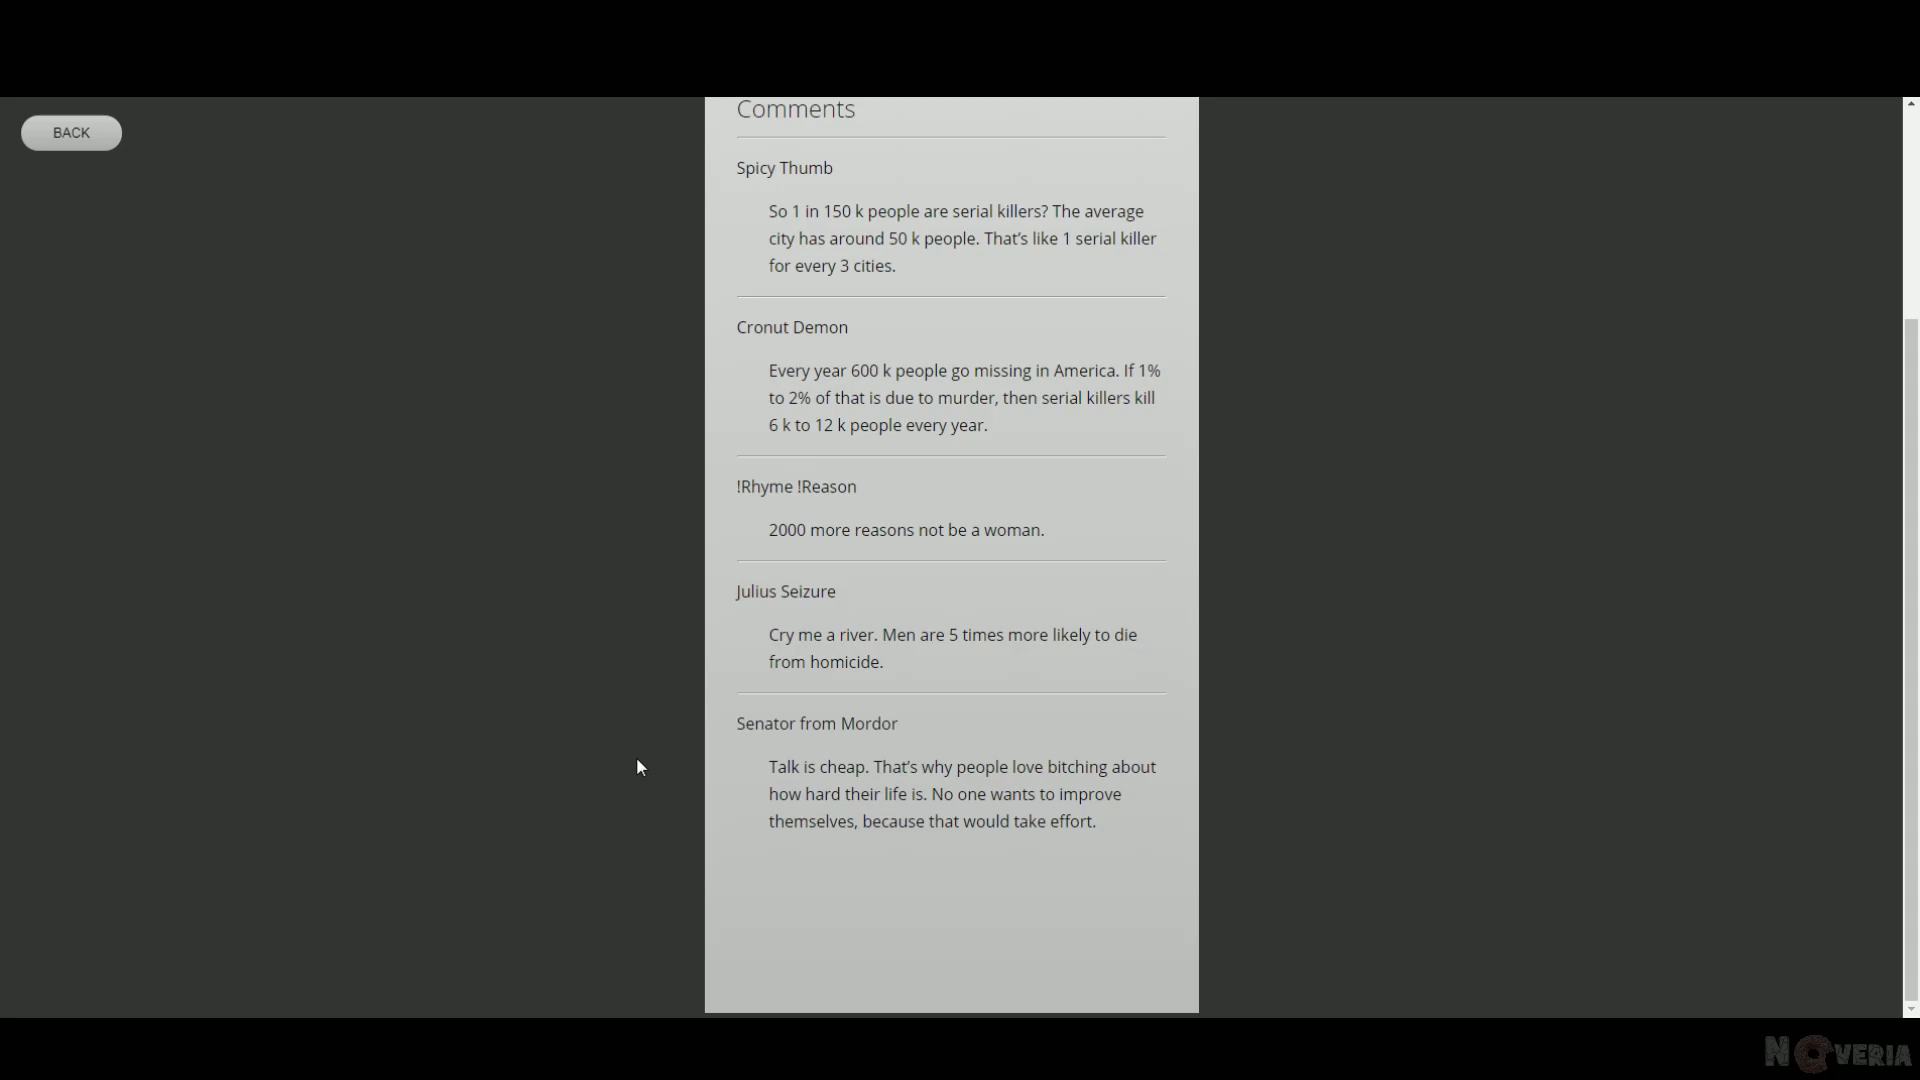 Comments
BACK
Spicy Thumb
So 1 in 150 k people are serial killers? The average
city has around 50 k people. That's like 1 serial killer
for every 3 cities.
Cronut Demon
Every year 600 k people go missing in America. If 1%
to 2% of that is due to murder, then serial killers kill
6 k to 12 k people every year.
!Rhyme !Reason
2000 more reasons not be a woman.
Julius Seizure
Cry me a river. Men are 5 times more likely to die
from homicide.
Senator from Mordor
Talk is cheap. That's why people love bitching about
how hard their life is. No one wants to improve
themselves, because that would take effort.
NOVERIA